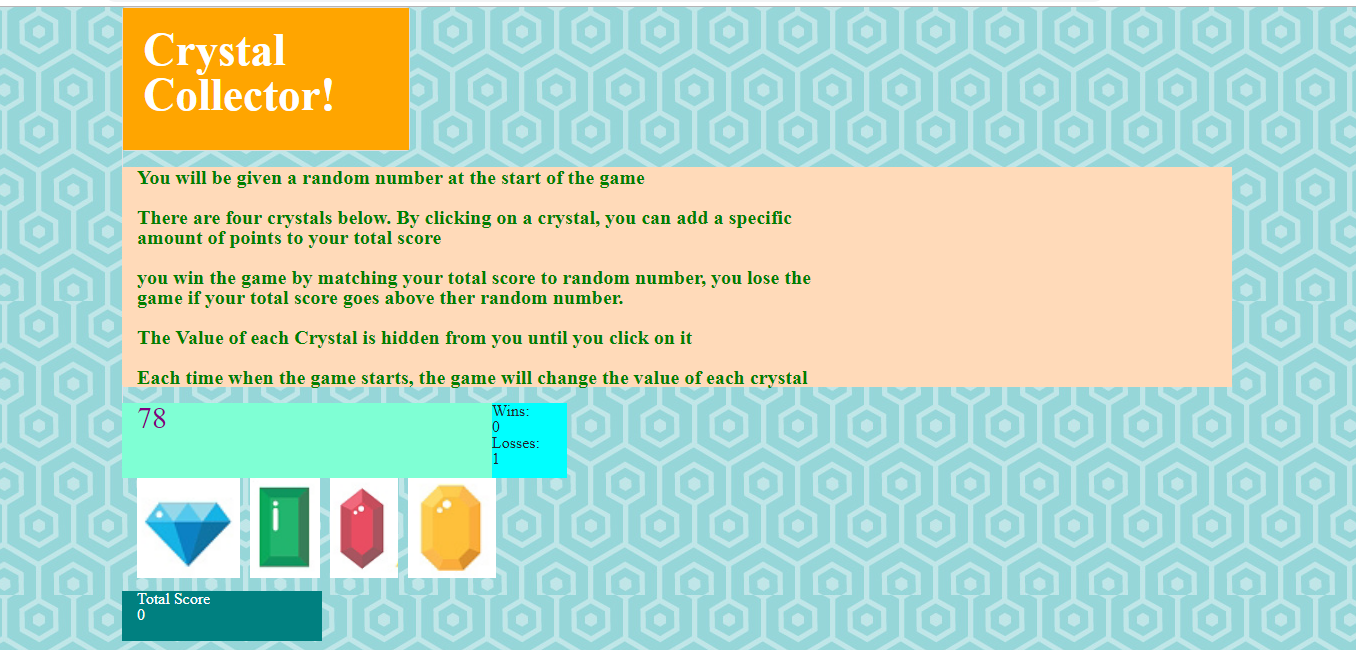 Crystal
Collector!
You will be given a random number at the start of the game
There are four crystals below. By clicking on a crystal, you can add a specific
amount of points to your total score
you win the game by matching your total score to random number, you lose the
game if your total score goes above ther random number.
The Value of each Crystal is hidden from you until you click on it
Each time when the game starts, the game will change the value of each crystal
78
Wins:
0
Losses:
1
Total Score
0